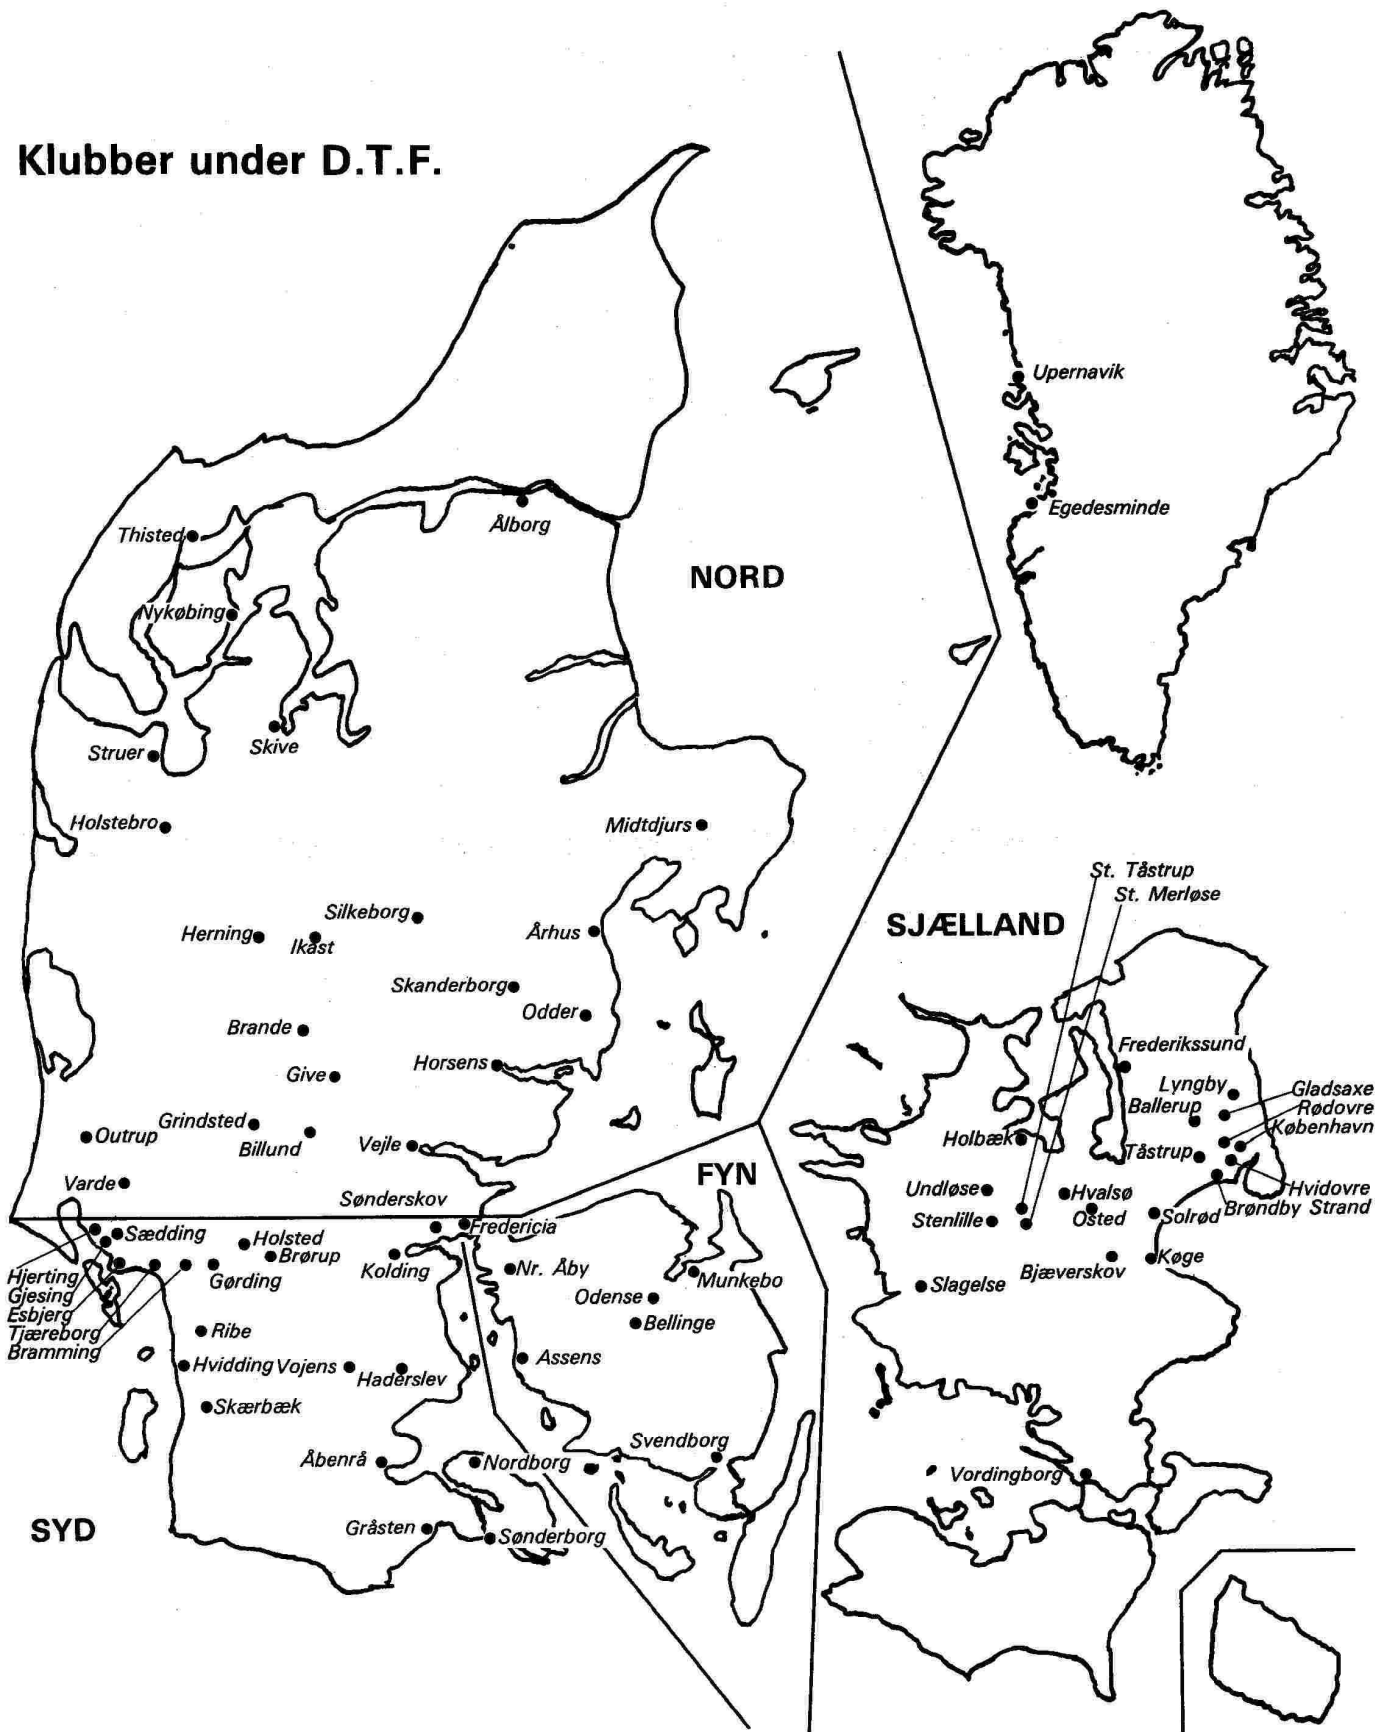 Klubber under D.T.F.
Upernavik
Egedesminde
Thisted
Ålborg
NORD
Nykøbing
Struer
Skive
Holstebro
Midtdjurs
St. Tåstrup
St. Merløse
Silkeborg
Herning
Ikast
Århus
SJÆLLAND
Skanderborg
Odder
Brande
Horsens
Give
Frederikssund
Lyngby
Gladsaxe
Ballerup
Rødovre
København
Grindsted
Outrup
Billund
Vejle
Holbæk
Tåstrup
FYN
Varde
Undløse
Hvalsø
Hvidovre
Brøndby Strand
Sønderskov
Fredericia
Stenlille
Osted
Solrød
Sædding
Holsted
Brørup
Kolding
Nr. Åby
Køge
Bjæverskov
Hjerting
Gjesing
Esbjerg
Tjæreborg
Bramming
Gørding
Munkebo
Odense
Slagelse
Ribe
Bellinge
Hvidding
Vojens
Haderslev
Assens
Skærbæk
Åbenrå
Nordborg
Svendborg
Vordingborg
SYD
Gråsten
Sønderborg